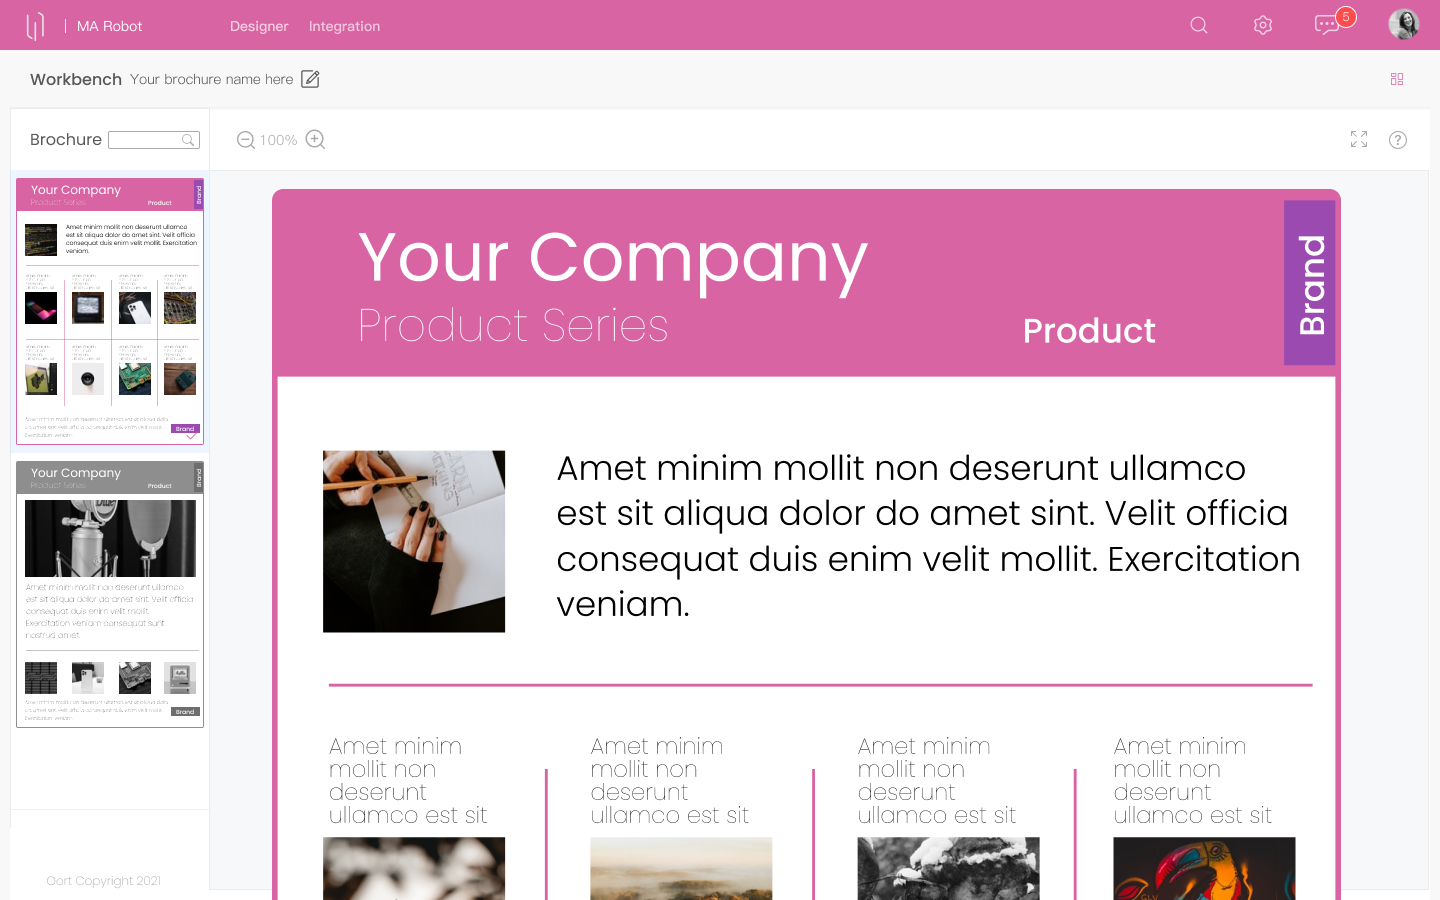 MA Robot
Designer
Integration
5
Workbench
Your brochure name here
Brochure
100%
Your Company
Product Series
Product
Brand
Amet minim mollit non deserunt ullamco
est sit aliqua dolor do amet sint. Velit officia
consequat duis enim velit mollit. Exercitation
veniam.
Brand
Your Company
Product Series
Product
Brand
Amet minim mollit non deserunt ullamco
est sit aliqua dolor do amet sint. Velit officia
consequat duis enim velit mollit.
Exercitation veniam consequat sunt
nostrud amet.
Brand
Oort Copyright 2021
Your Company
Product Series
Product
Brand
Amet minim mollit non deserunt ullamco
est sit aliqua dolor do amet sint. Velit officia
consequat duis enim velit mollit. Exercitation
veniam.
Amet minim
mollit non
deserunt
ullamco est sit
Amet minim
mollit non
deserunt
ullamco est sit
Amet minim
mollit non
deserunt
ullamco est sit
Amet minim
mollit non
deserunt
ullamco est sit